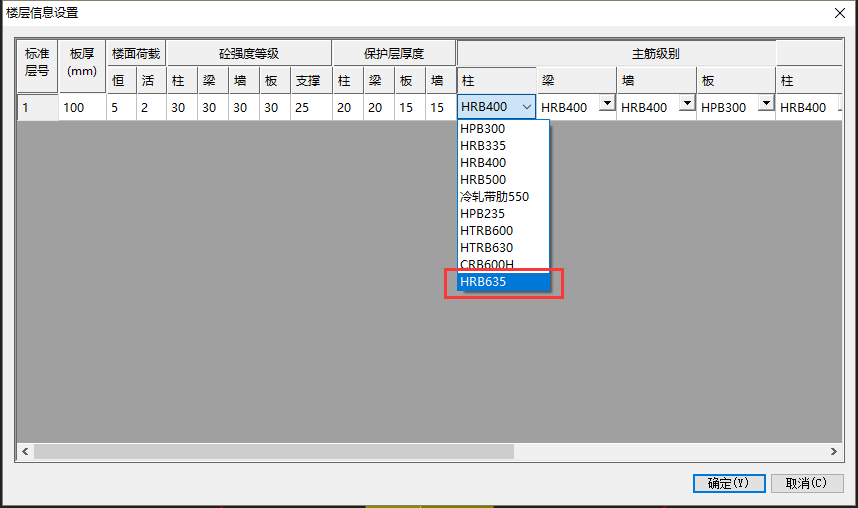 楼层信息设置
标准层号 板厚(mm) 楼面荷载 砼强度等级 保护层厚度 主筋级别
恒 活 柱 梁 墙 板 支撑 柱 梁 板 墙 柱 梁 墙 板 柱
1 100 5 2 30 30 30 30 25 20 20 15 15 HRB400 HRB400 HRB400 HPB300 HRB400
HPB300
HRB335
HRB400
HRB500
冷轧带肋550
HPB235
HTRB600
HTRB630
CRB600H
HRB635
确定(Y) 取消(C)